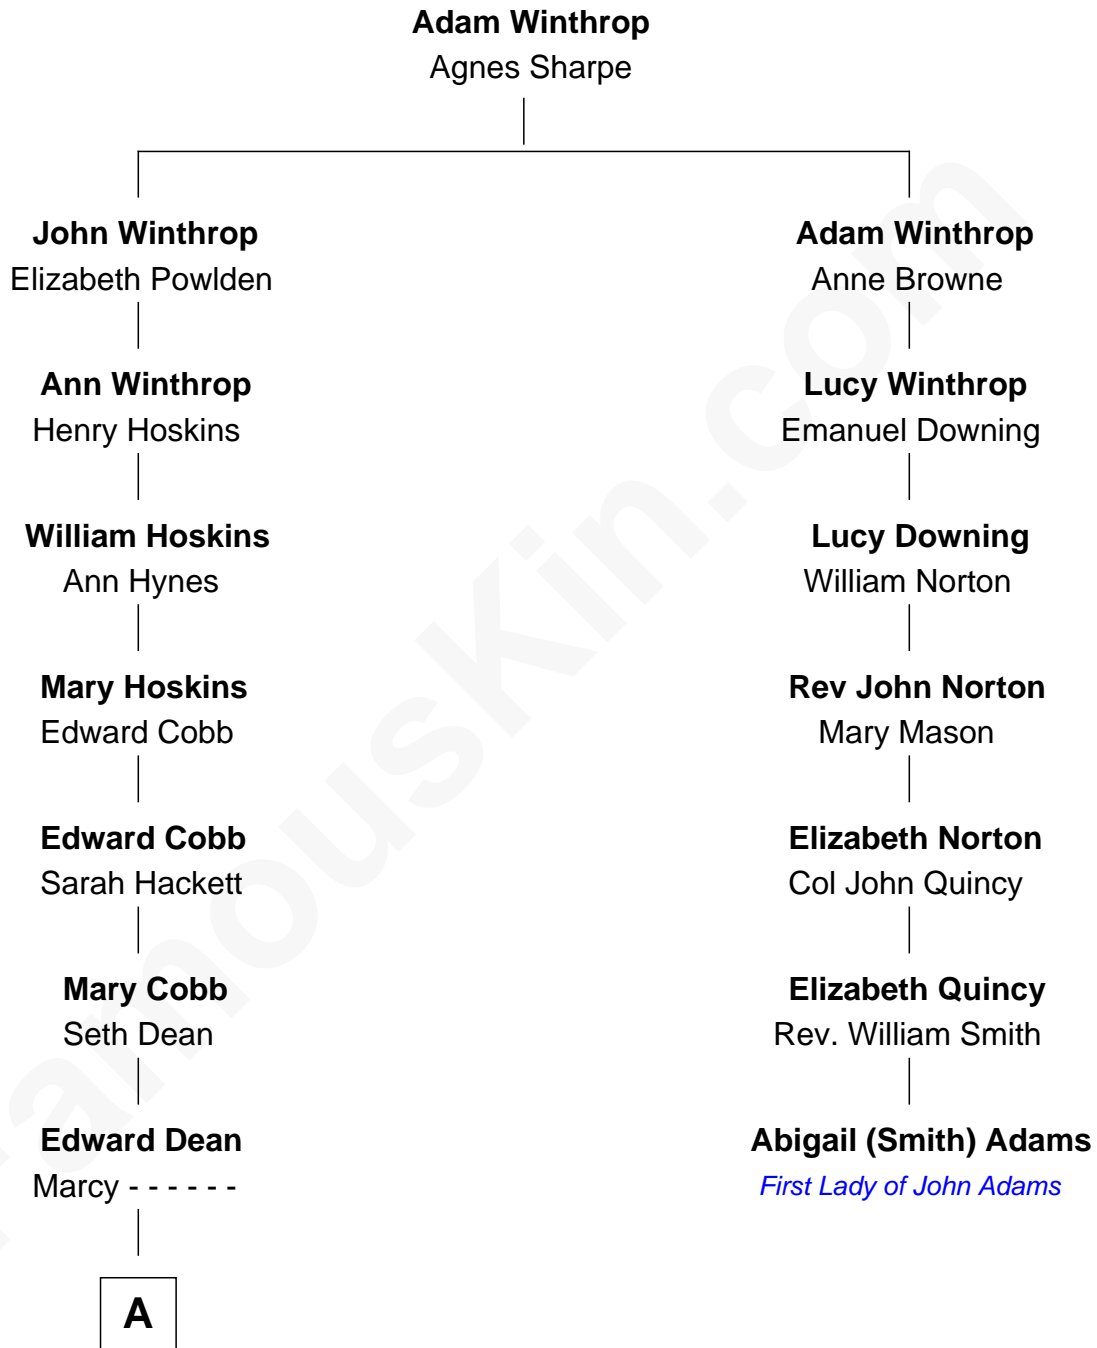 Adam Winthrop
Agnes Sharpe
John Winthrop
Elizabeth Powlden
Adam Winthrop
Anne Browne
Ann Winthrop
Henry Hoskins
Lucy Winthrop
Emanuel Downing
William Hoskins
Ann Hynes
Lucy Downing
William Norton
Mary Hoskins
Edward Cobb
Rev John Norton
Mary Mason
Edward Cobb
Sarah Hackett
Elizabeth Norton
Col John Quincy
Mary Cobb
Seth Dean
Elizabeth Quincy
Rev. William Smith
Edward Dean
Marcy - - - - - -
Abigail (Smith) Adams
First Lady of John Adams
A
FamousKin.com